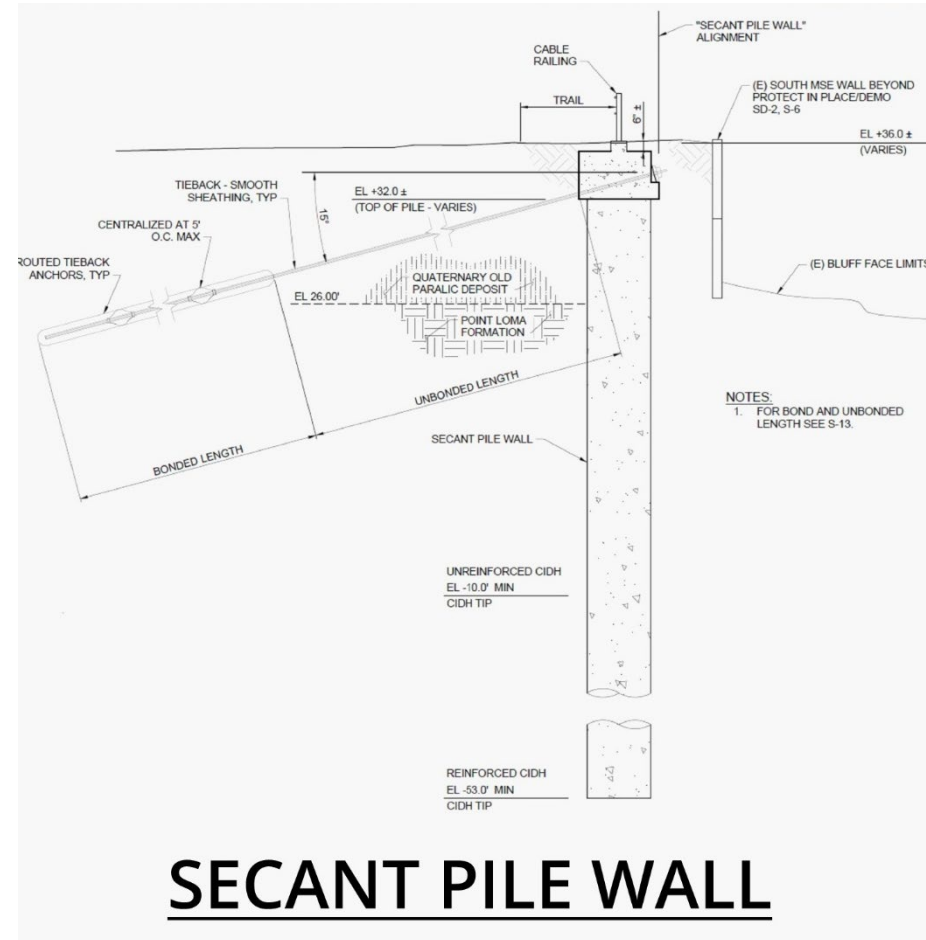 "SECANT PILE WALL"
ALIGNMENT
CABLE
RAILING
(E) SOUTH MSE WALL BEYOND
PROTECT IN PLACE/DEMO
SD-2, S-6
TRAIL
6" ±
EL +36.0 ±
(VARIES)
TIEBACK - SMOOTH
SHEATHING, TYP
EL +32.0 ±
(TOP OF PILE - VARIES)
15°
CENTRALIZED AT 5'
O.C. MAX
ROUTED TIEBACK
ANCHORS, TYP
(E) BLUFF FACE LIMITS
QUATERNARY OLD
PARALIC DEPOSIT
EL 26.00'
POINT LOMA
FORMATION
UNBONDED LENGTH
BONDED LENGTH
NOTES:
1. FOR BOND AND UNBONDED
LENGTH SEE S-13.
SECANT PILE WALL
UNREINFORCED CIDH
EL -10.0' MIN
CIDH TIP
REINFORCED CIDH
EL -53.0' MIN
CIDH TIP
SECANT PILE WALL